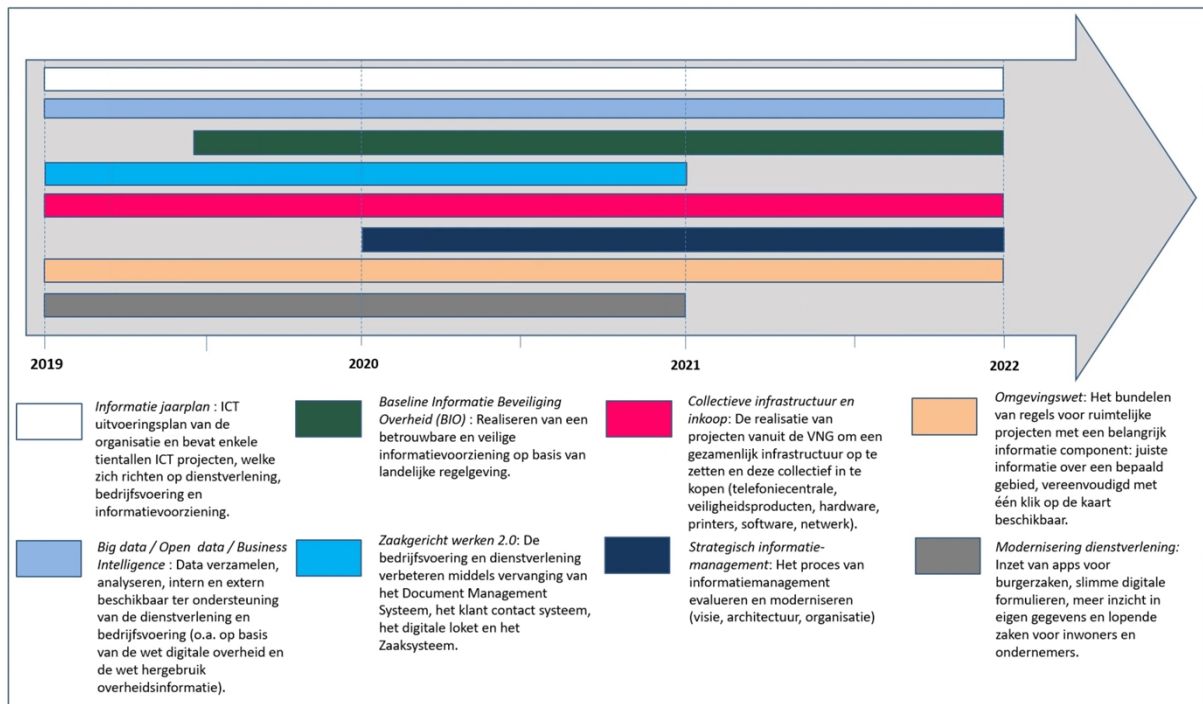 2019
2020
2021
2022
Informatie jaarplan : ICT
uitvoeringsplan van de
organisatie en bevat enkele
tientallen ICT projecten, welke
zich richten op dienstverlening,
bedrijfsvoering en
informatievoorziening.
Baseline Informatie Beveiliging
Overheid (BIO) : Realiseren van een
betrouwbare en veilige
informatievoorziening op basis van
landelijke regelgeving.
Collectieve infrastructuur en
inkoop: De realisatie van
projecten vanuit de VNG om een
gezamenlijk infrastructuur op te
zetten en deze collectief in te
kopen (telefoniecentrale,
veiligheidsproducten, hardware,
printers, software, netwerk).
Omgevingswet: Het bundelen
van regels voor ruimtelijke
projecten met een belangrijk
informatie component: juiste
informatie over een bepaald
gebied, vereenvoudigd met
één klik op de kaart
beschikbaar.
Big data / Open data / Business
Intelligence : Data verzamelen,
analyseren, intern en extern
beschikbaar ter ondersteuning
van de dienstverlening en
bedrijfsvoering (o.a. op basis
van de wet digitale overheid en
de wet hergebruik
overheidsinformatie).
Zaakgericht werken 2.0: De
bedrijfsvoering en dienstverlening
verbeteren middels vervanging van
het Document Management
Systeem, het klant contact systeem,
het digitale loket en het
Zaaksysteem.
Strategisch informatie-
management: Het proces van
informatiemanagement
evalueren en moderniseren
(visie, architectuur, organisatie)
Modernisering dienstverlening:
Inzet van apps voor
burgerzaken, slimme digitale
formulieren, meer inzicht in
eigen gegevens en lopende
zaken voor inwoners en
ondernemers.